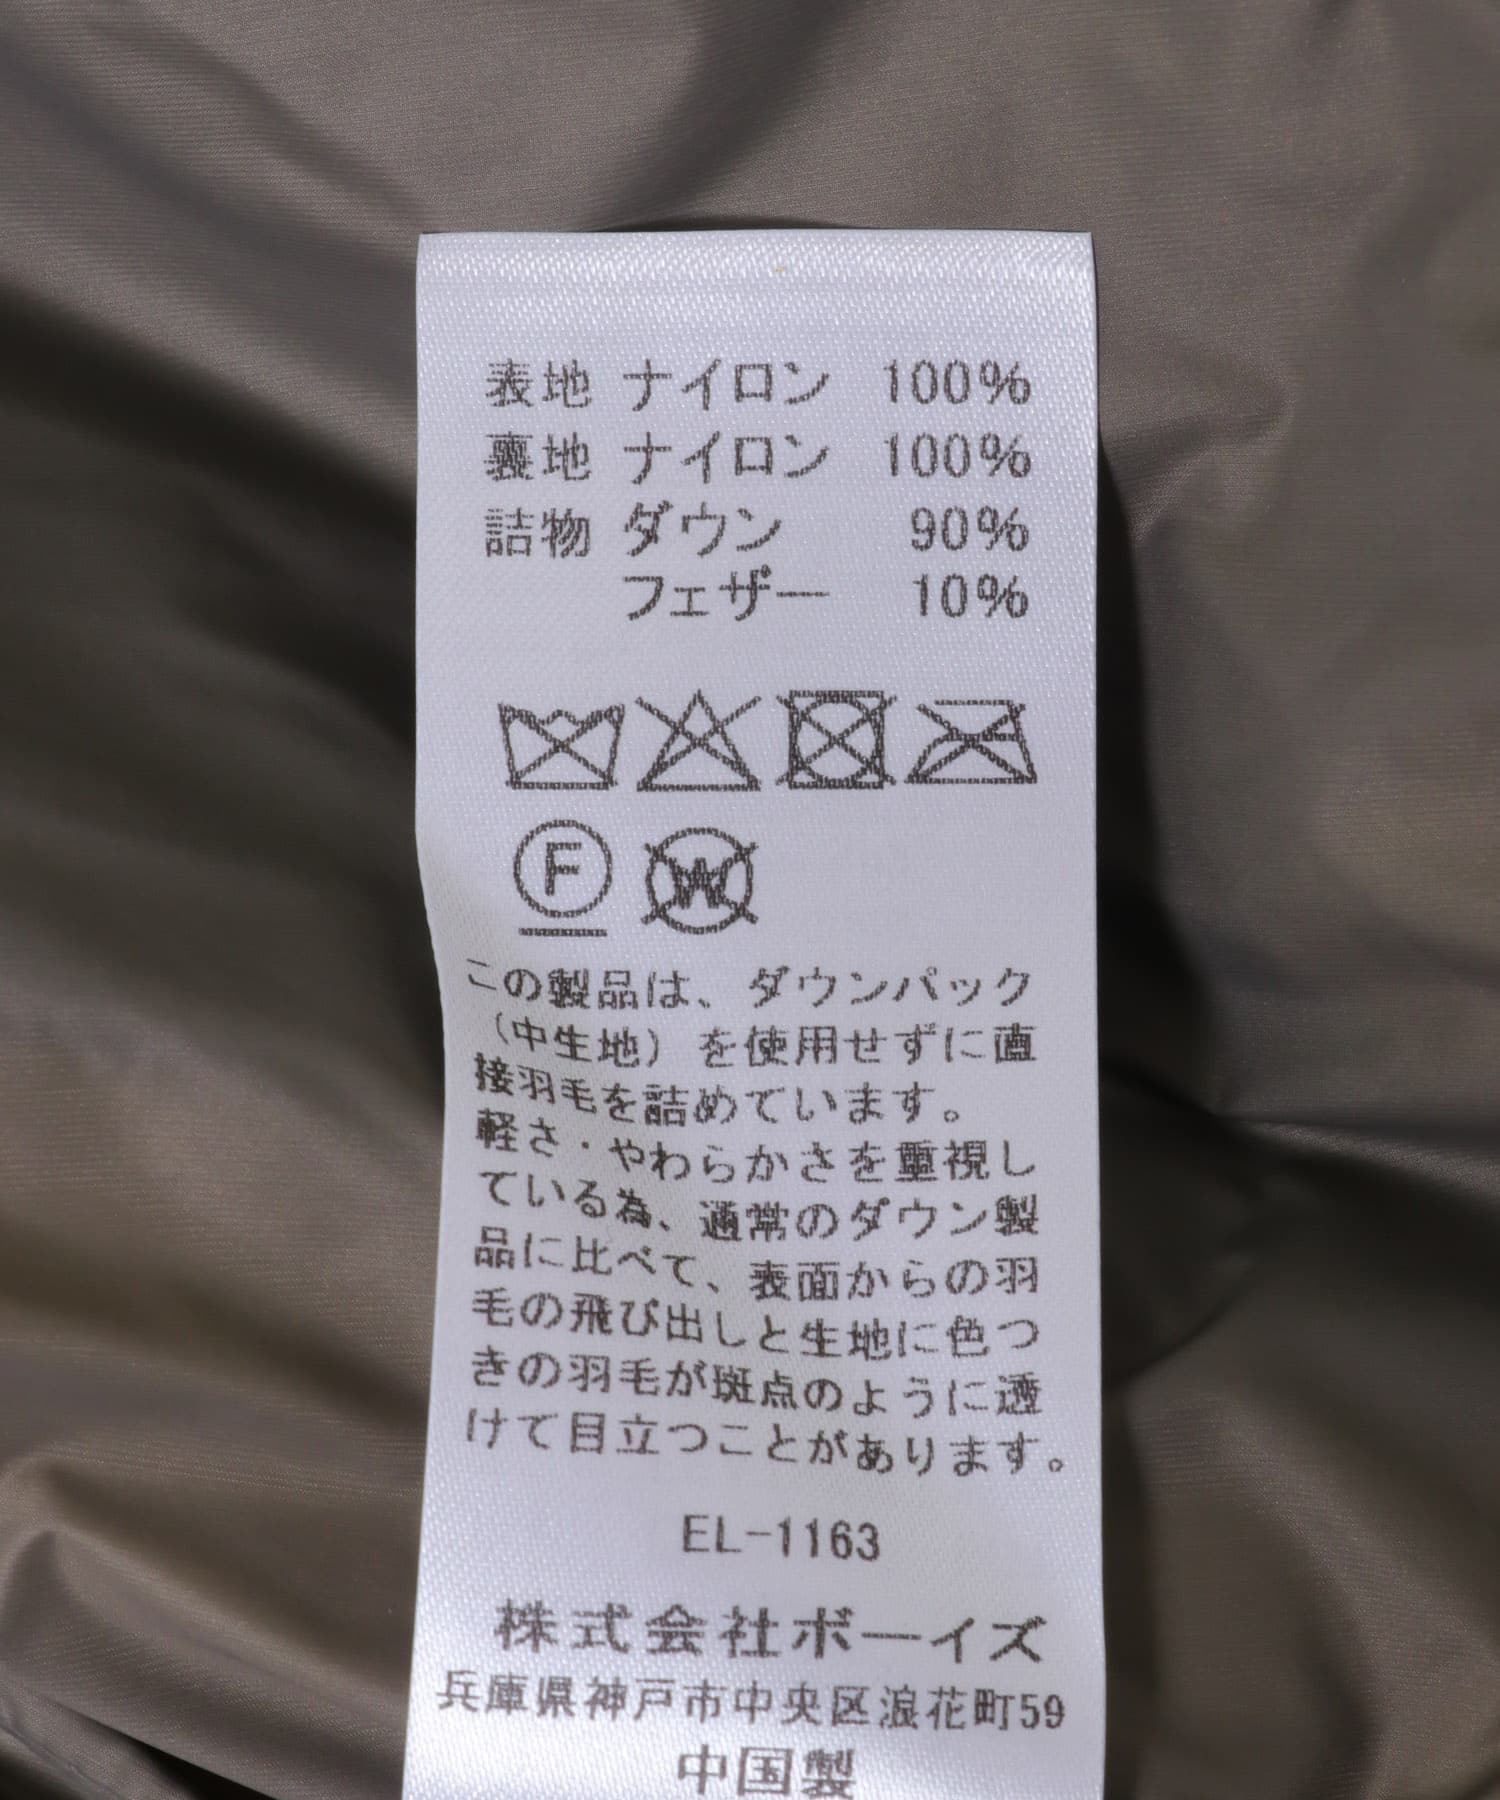 表地 ナイロン 100%
裏地 ナイロン 100%
詰物 ダウン 90%
フェザー 10%
F
W
この製品は、ダウンパック
（中生地）を使用せずに直
接羽毛を詰めています。
軽さ・やわらかさを重視し
ている為、通常のダウン製
品に比べて、表面からの羽
毛の飛び出しと生地に色つ
きの羽毛が斑点のように透
けて目立つことがあります。
EL-1163
株式会社ボーイズ
兵庫県神戸市中央区浪花町59
中国製